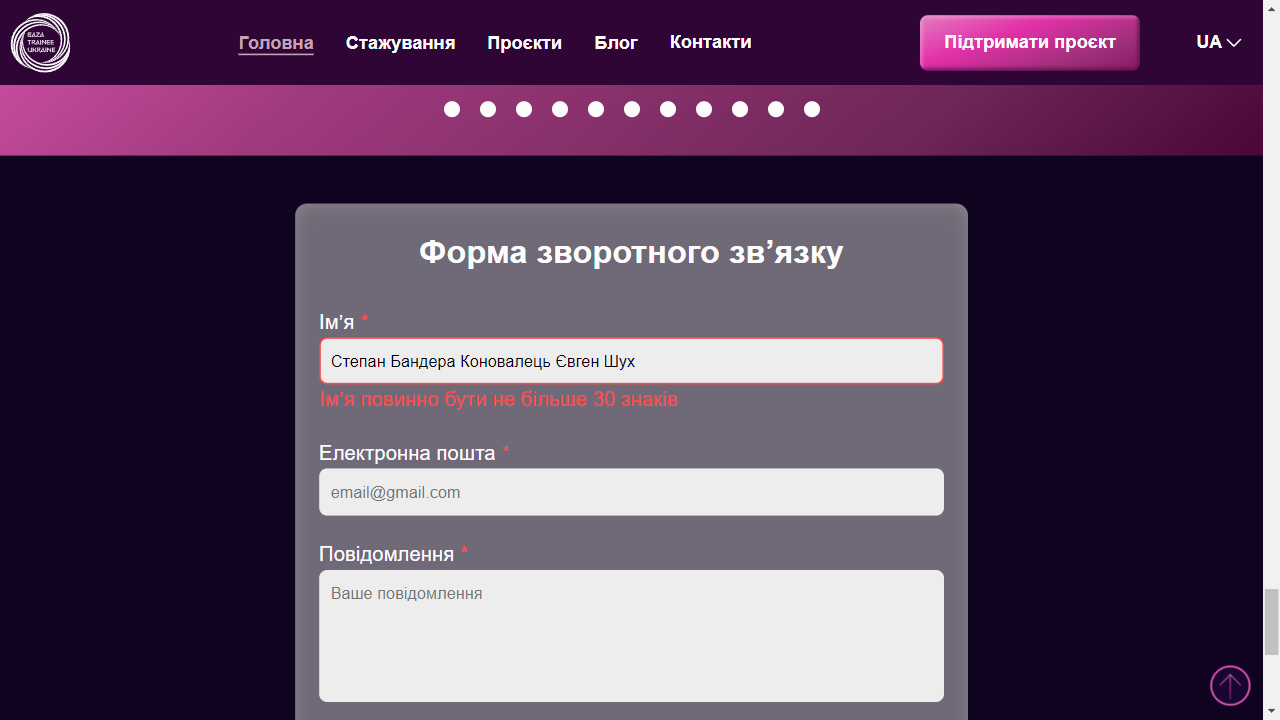 BAZA
TRAINEE
UKRAINE
Головна Стажування Проєкти Блог Контакти Підтримати проєкт UA
Форма зворотного зв’язку
Ім’я *
Степан Бандера Коновалець Євген Шух
Ім’я повинно бути не більше 30 знаків
Електронна пошта *
email@gmail.com
Повідомлення *
Ваше повідомлення